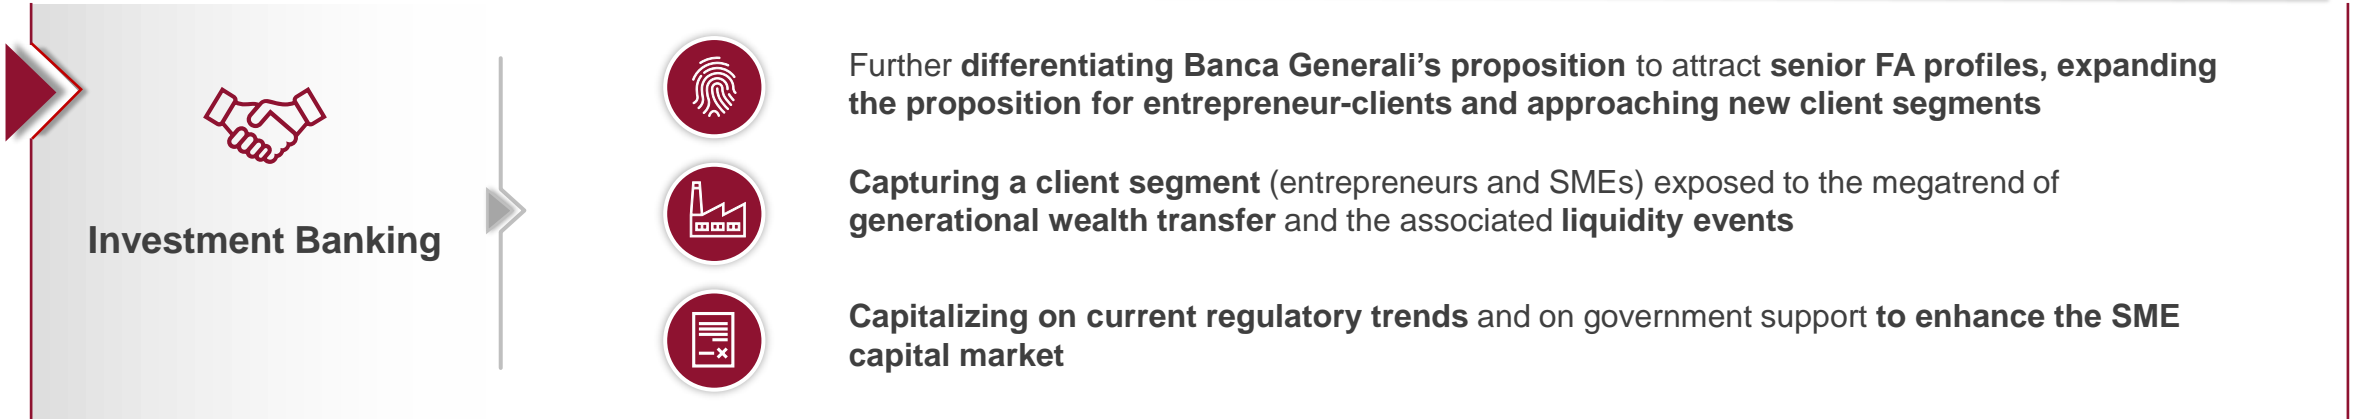 Investment Banking
Further differentiating Banca Generali’s proposition to attract senior FA profiles, expanding
the proposition for entrepreneur-clients and approaching new client segments
Capturing a client segment (entrepreneurs and SMEs) exposed to the megatrend of
generational wealth transfer and the associated liquidity events
Capitalizing on current regulatory trends and on government support to enhance the SME
capital market